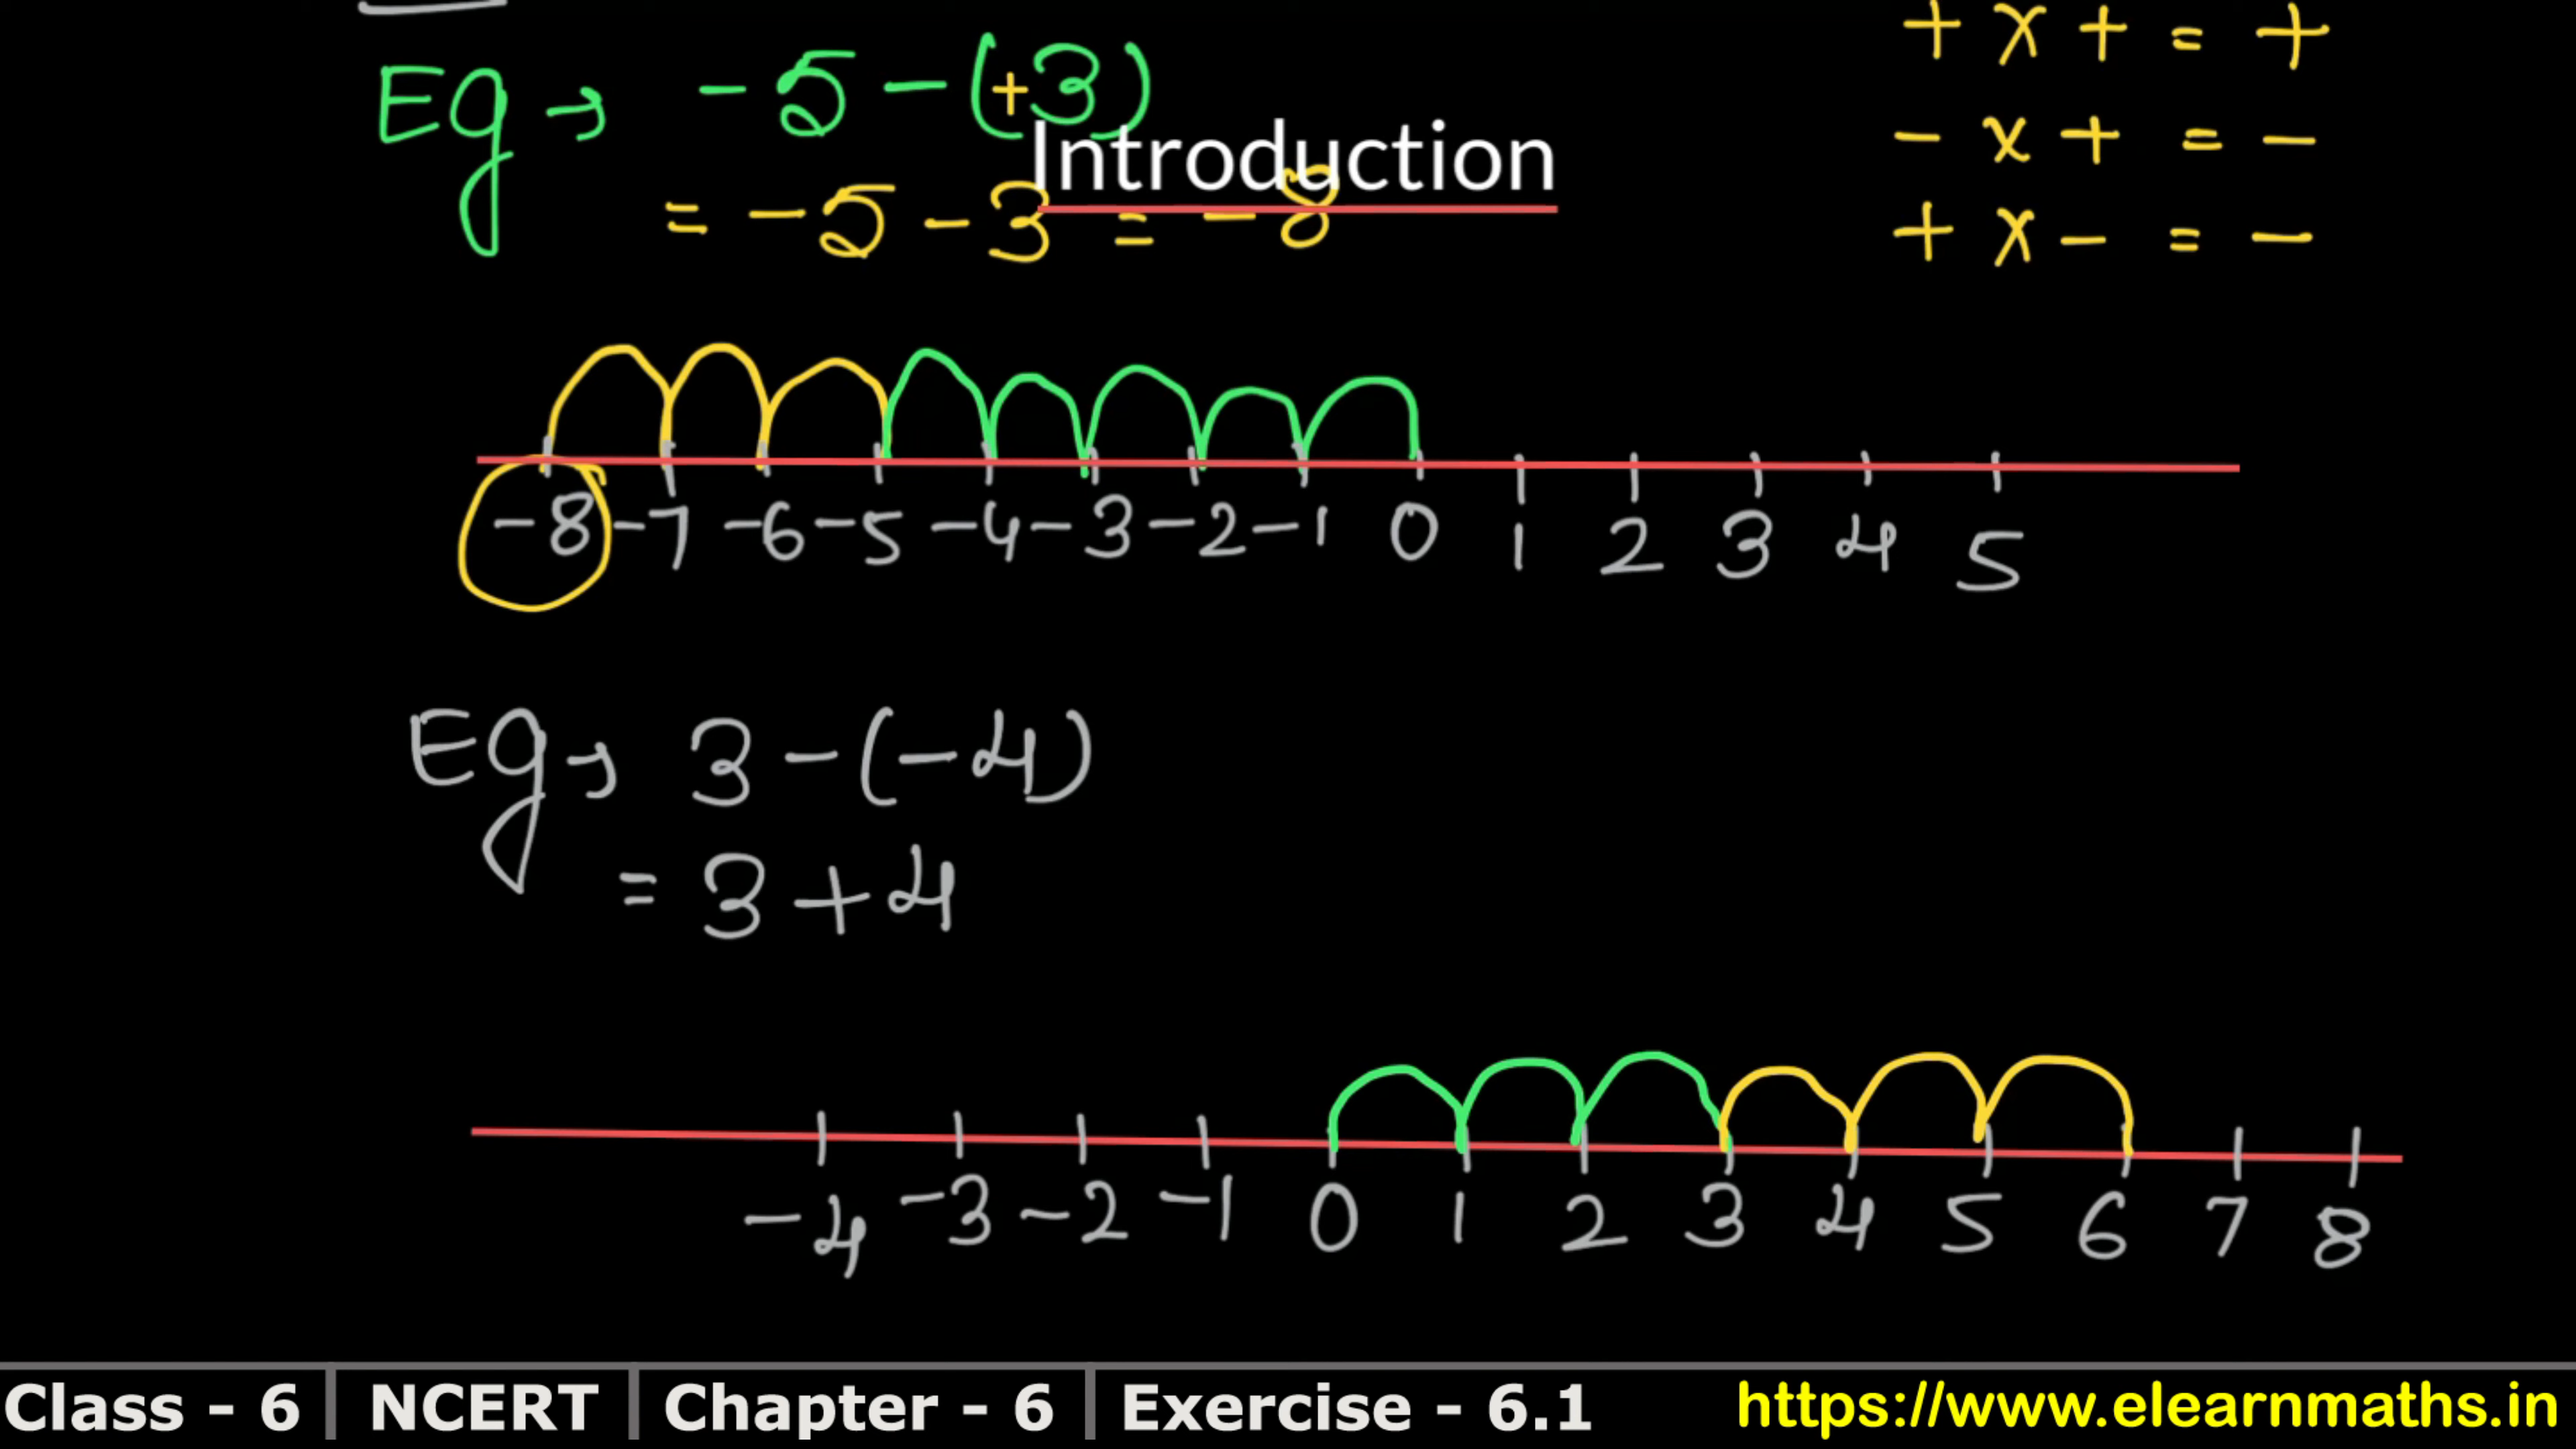 Eg → -5 - (+3)
Introduction
= -5 - 3 = -8
+ x + = +
- x + = -
+ x - = -
-8 -7 -6 -5 -4 -3 -2 -1 0 1 2 3 4 5
Eg → 3 - (-4)
= 3 + 4
-4 -3 -2 -1 0 1 2 3 4 5 6 7 8
Class - 6 | NCERT | Chapter - 6 | Exercise - 6.1 https://www.elearnmaths.in